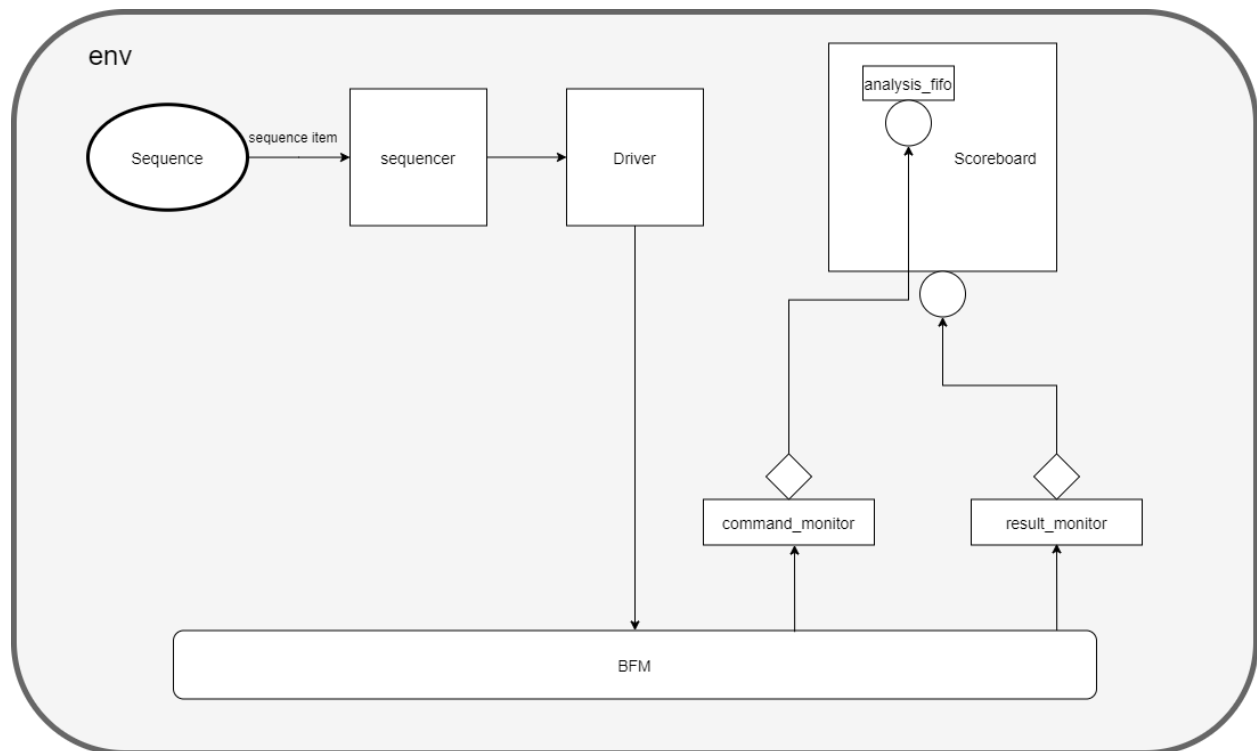 env
analysis_fifo
sequence item
Sequence
sequencer
Driver
Scoreboard
command_monitor
result_monitor
BFM